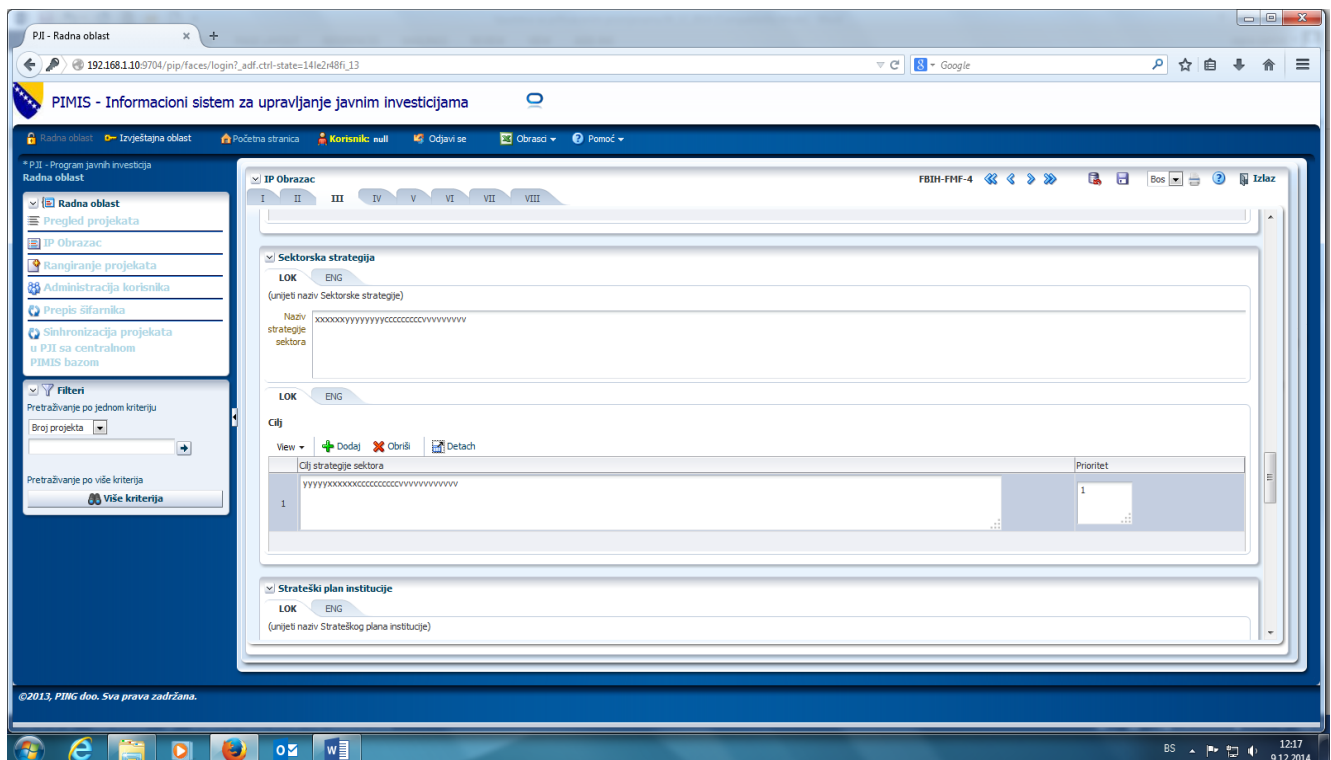 PJI - Radna oblast
192.168.1.10:9704/pip/faces/login?_adf.ctrl-state=14le2r48fi_13
Google
PIMIS - Informacioni sistem za upravljanje javnim investicijama
Radna oblast Izvještajna oblast Početna stranica Korisnik: null Odjavi se Obrasci Pomoć
* PJI - Program javnih investicija
Radna oblast
Radna oblast
Pregled projekata
IP Obrazac
Rangiranje projekata
Administracija korisnika
Prepis šifarnika
Sinhronizacija projekata
u PJI sa centralnom
PIMIS bazom
Filteri
Pretraživanje po jednom kriteriju
Broj projekta
Pretraživanje po više kriterija
Više kriterija
IP Obrazac FBIH-FMF-4 Bos Izlaz
I II III IV V VI VII VIII
Sektorska strategija
LOK ENG
(unijeti naziv Sektorske strategije)
Naziv
strategije
sektora
xxxxxxyyyyyyyycccccccccvvvvvvvvv
LOK ENG
Cilj
View Dodaj Obriši Detach
Cilj strategije sektora Prioritet
1 yyyyyxxxxxxccccccccccvvvvvvvvvvvv 1
Strateški plan institucije
LOK ENG
(unijeti naziv Strateškog plana institucije)
©2013, PING doo. Sva prava zadržana.
BS 12:17
9.12.2014